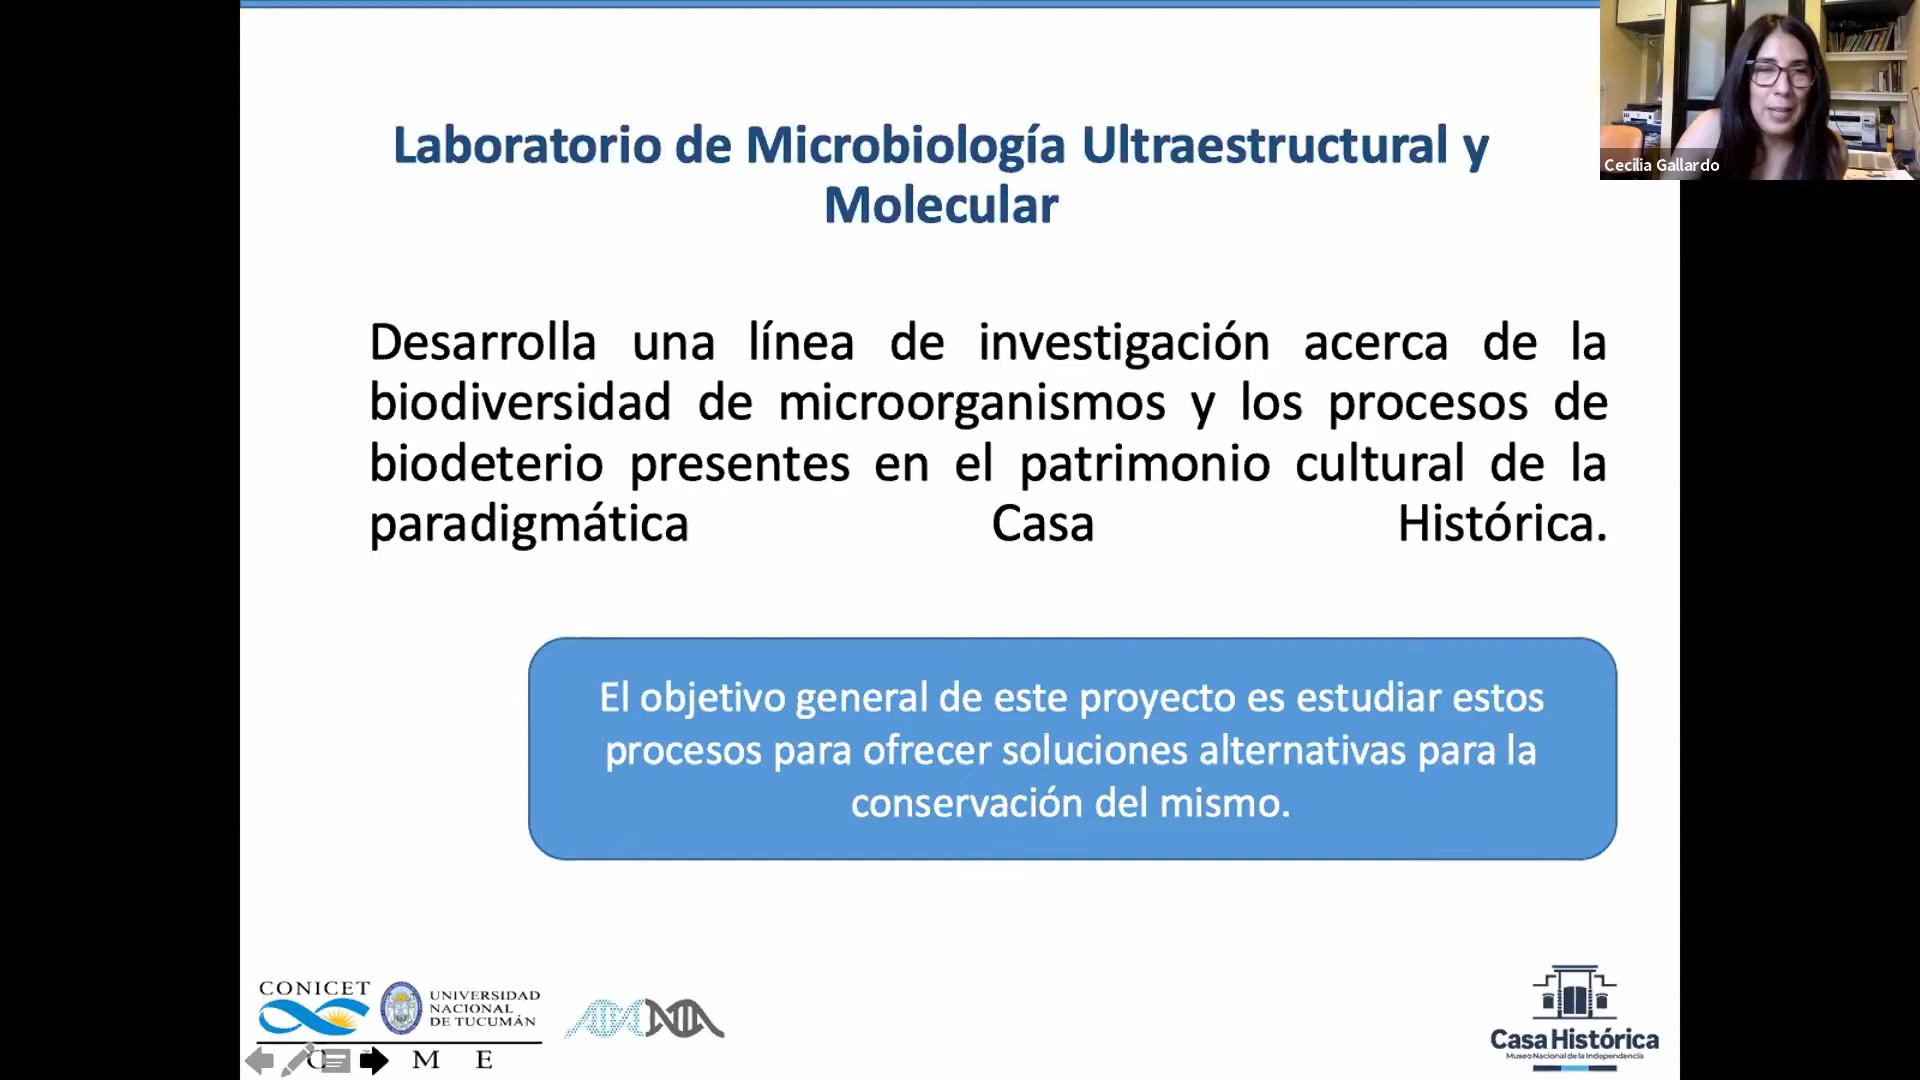 Laboratorio de Microbiología Ultraestructural y
Molecular
Cecilia Gallardo
Desarrolla una línea de investigación acerca de la
biodiversidad de microorganismos y los procesos de
biodeterio presentes en el patrimonio cultural de la
paradigmática Casa Histórica.
El objetivo general de este proyecto es estudiar estos
procesos para ofrecer soluciones alternativas para la
conservación del mismo.
CONICET
UNIVERSIDAD
NACIONAL
DE TUCUMÁN
C M E
Casa Histórica
Museo Nacional de la Independencia